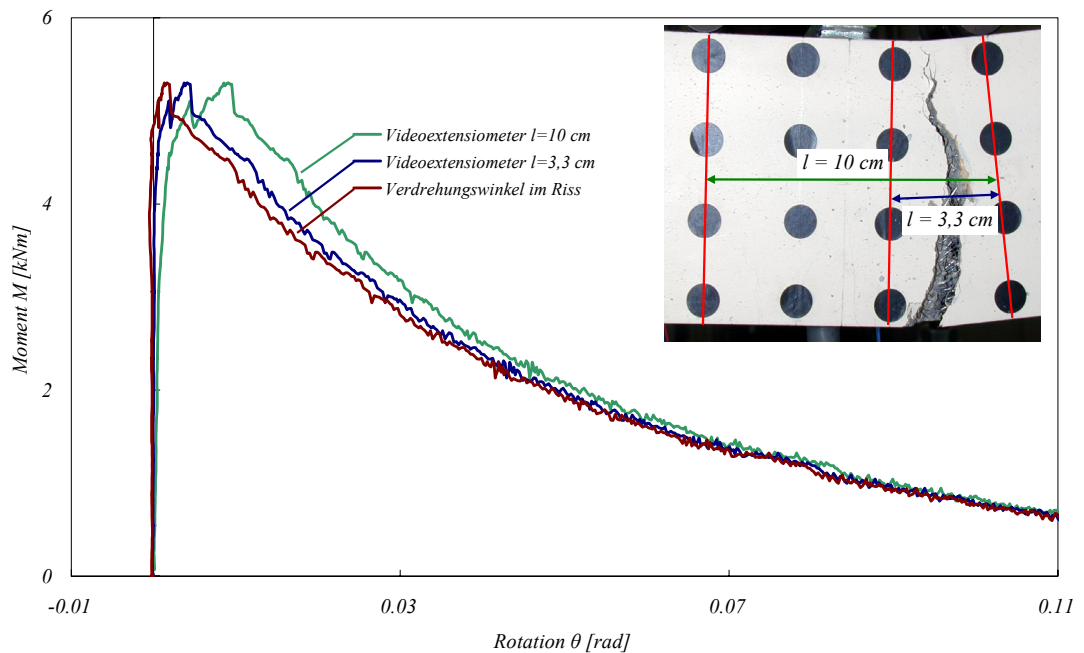 6
Videoextensiometer l=10 cm
Videoextensiometer l=3,3 cm
Verdrehungswinkel im Riss
l = 10 cm
l = 3,3 cm
4
Moment M [kNm]
2
0
-0.01
0.03
0.07
0.11
Rotation θ [rad]